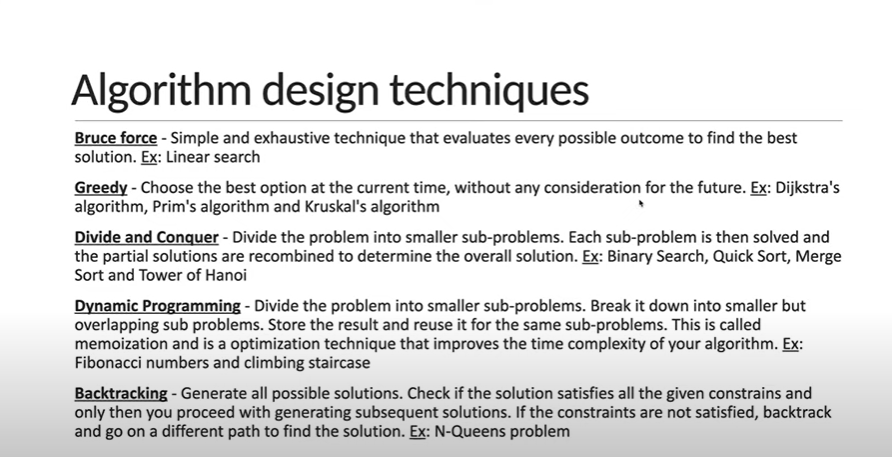 Algorithm design techniques
Bruce force - Simple and exhaustive technique that evaluates every possible outcome to find the best
solution. Ex: Linear search
Greedy - Choose the best option at the current time, without any consideration for the future. Ex: Dijkstra's
algorithm, Prim's algorithm and Kruskal's algorithm
Divide and Conquer - Divide the problem into smaller sub-problems. Each sub-problem is then solved and
the partial solutions are recombined to determine the overall solution. Ex: Binary Search, Quick Sort, Merge
Sort and Tower of Hanoi
Dynamic Programming - Divide the problem into smaller sub-problems. Break it down into smaller but
overlapping sub problems. Store the result and reuse it for the same sub-problems. This is called
memoization and is a optimization technique that improves the time complexity of your algorithm. Ex:
Fibonacci numbers and climbing staircase
Backtracking - Generate all possible solutions. Check if the solution satisfies all the given constrains and
only then you proceed with generating subsequent solutions. If the constraints are not satisfied, backtrack
and go on a different path to find the solution. Ex: N-Queens problem